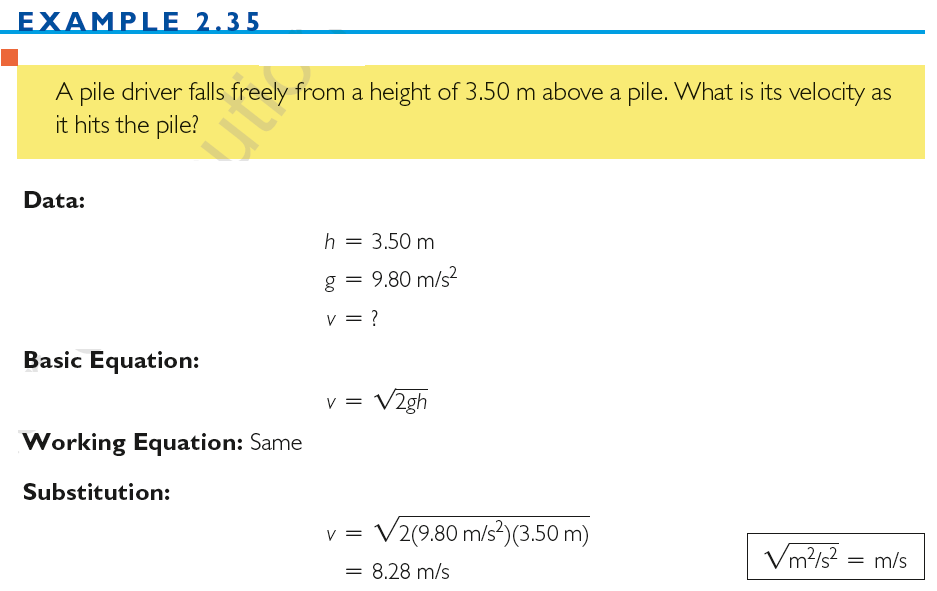 EXAMPLE 2.35
A pile driver falls freely from a height of 3.50 m above a pile. What is its velocity as
it hits the pile?
Data:
h = 3.50 m
g = 9.80 m/s²
v = ?
Basic Equation:
v = √2gh
Working Equation: Same
Substitution:
v = √2(9.80 m/s²)(3.50 m)
= 8.28 m/s
√m²/s² = m/s